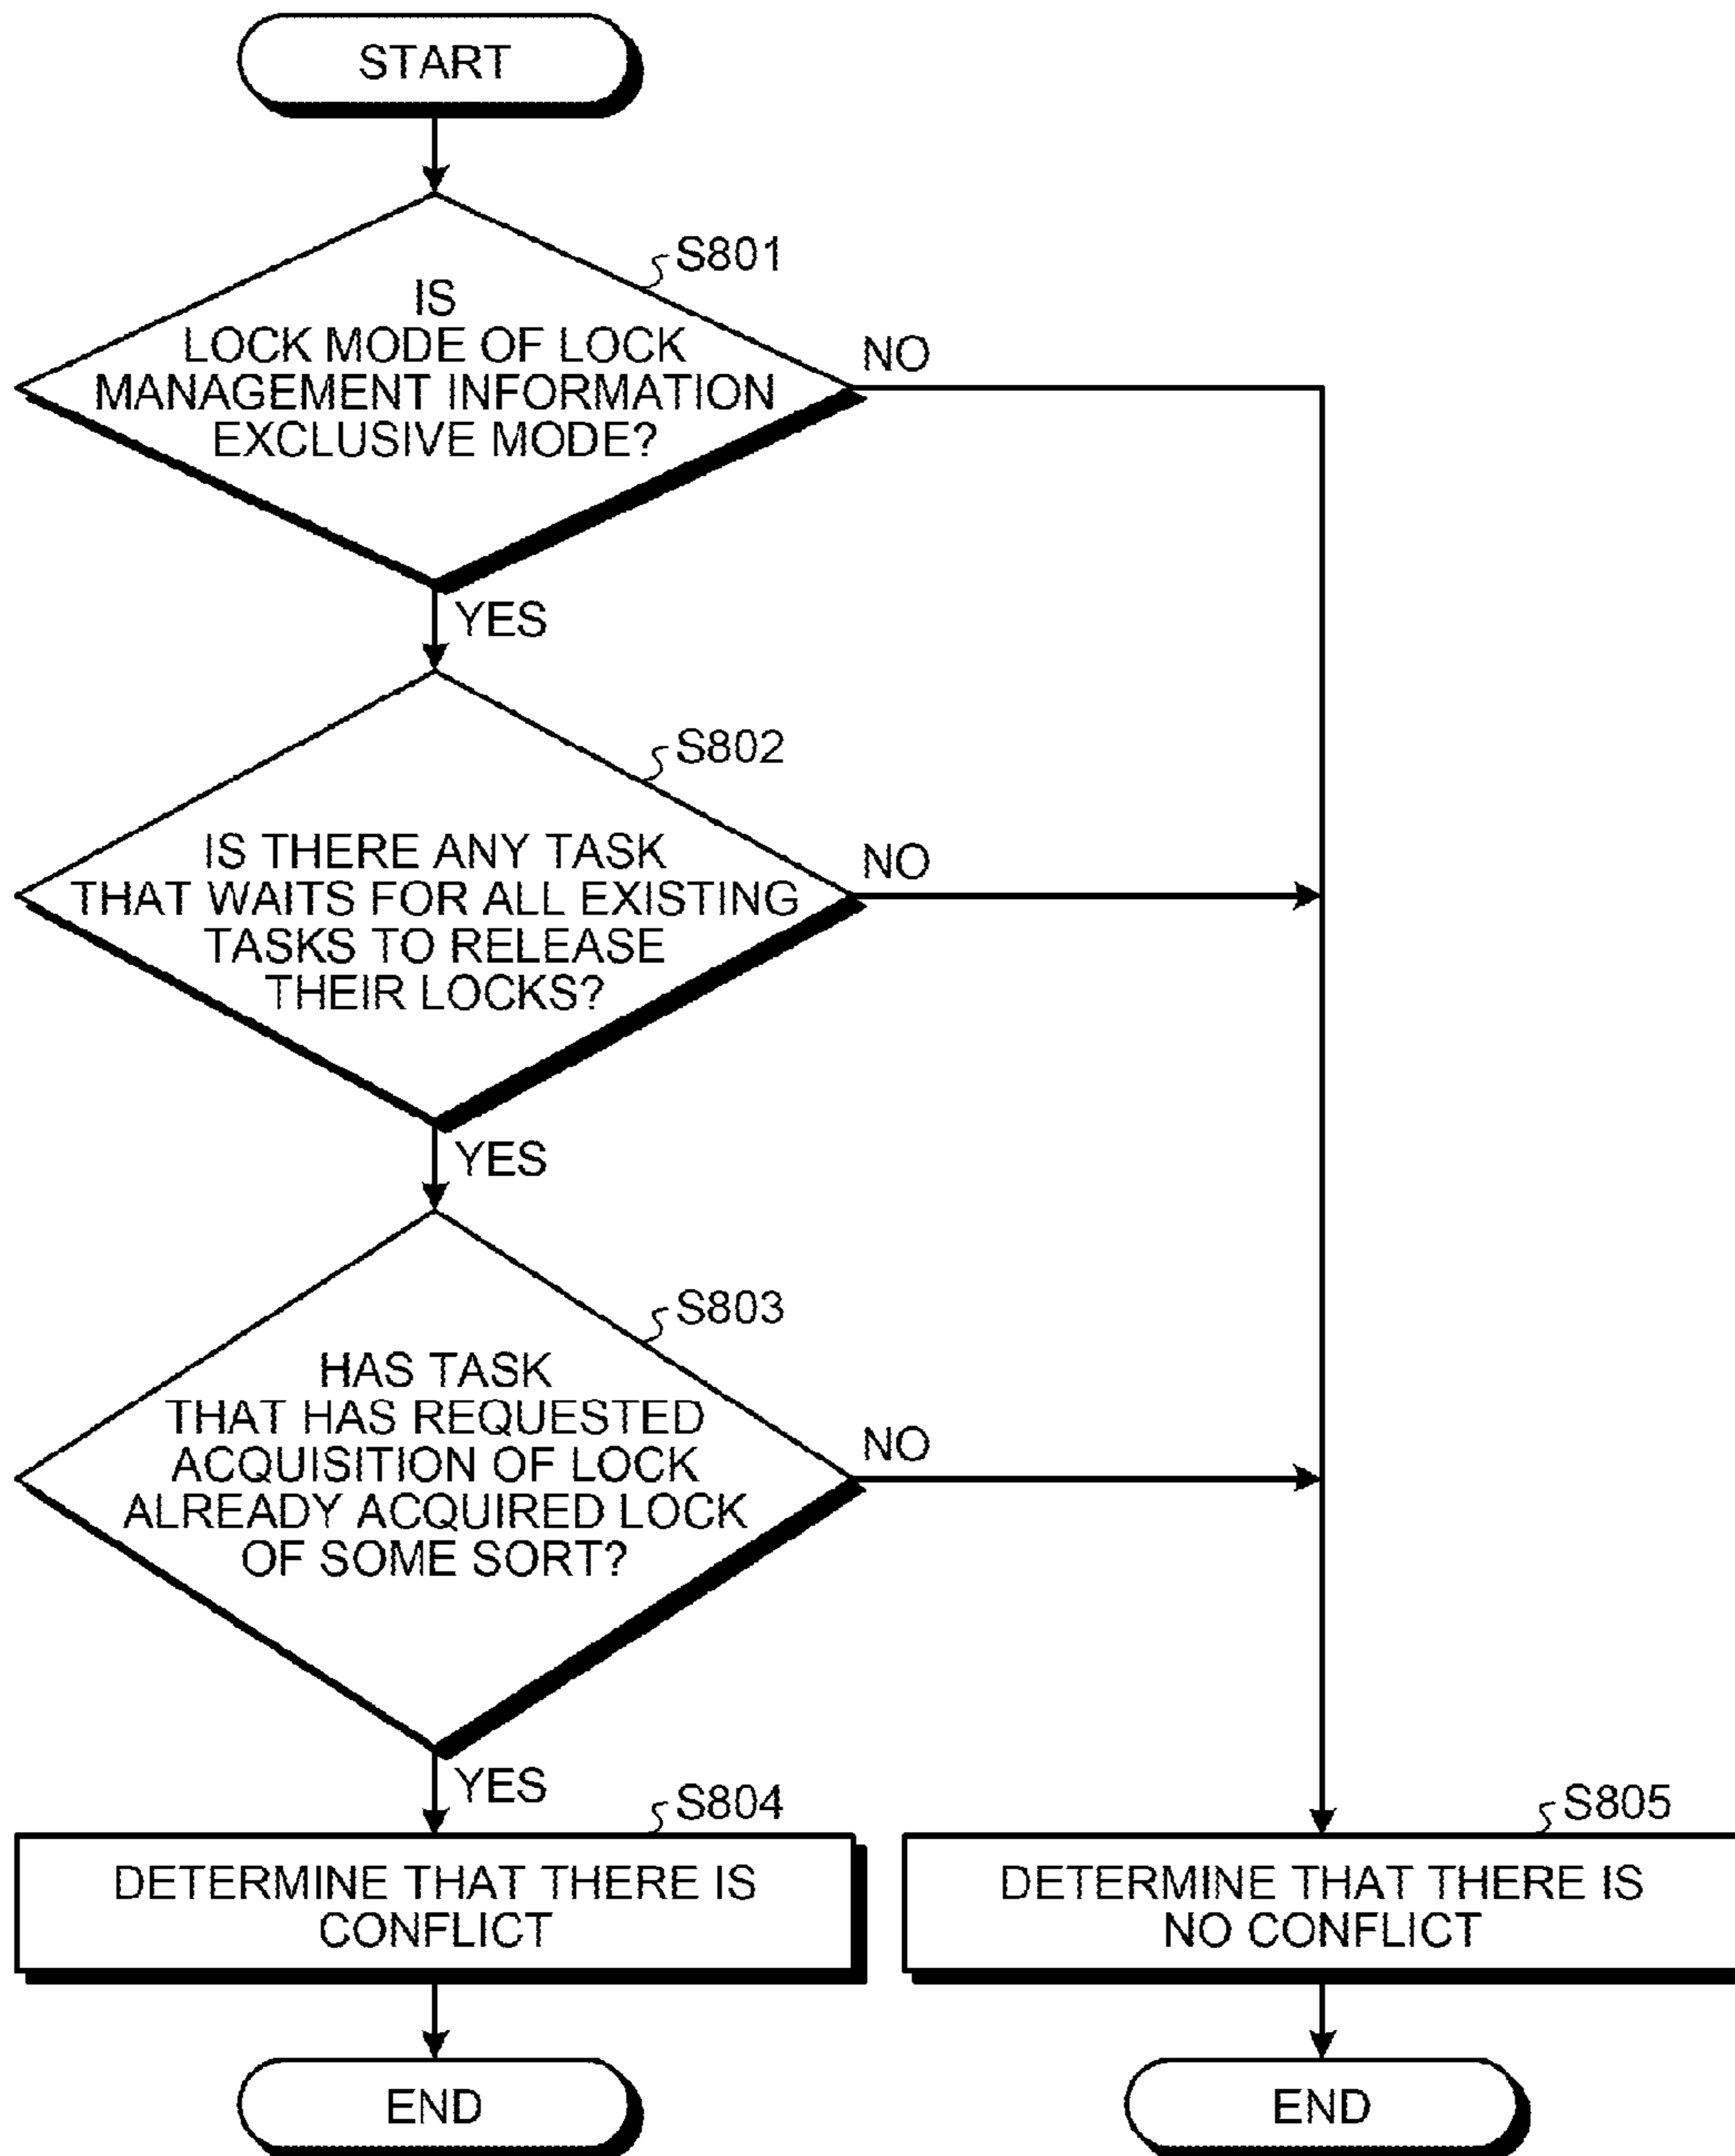 START
S801
IS
LOCK MODE OF LOCK
MANAGEMENT INFORMATION
EXCLUSIVE MODE?
NO
YES
S802
IS THERE ANY TASK
THAT WAITS FOR ALL EXISTING
TASKS TO RELEASE
THEIR LOCKS?
NO
YES
S803
HAS TASK
THAT HAS REQUESTED
ACQUISITION OF LOCK
ALREADY ACQUIRED LOCK
OF SOME SORT?
NO
YES
S804
DETERMINE THAT THERE IS
CONFLICT
END
S805
DETERMINE THAT THERE IS
NO CONFLICT
END